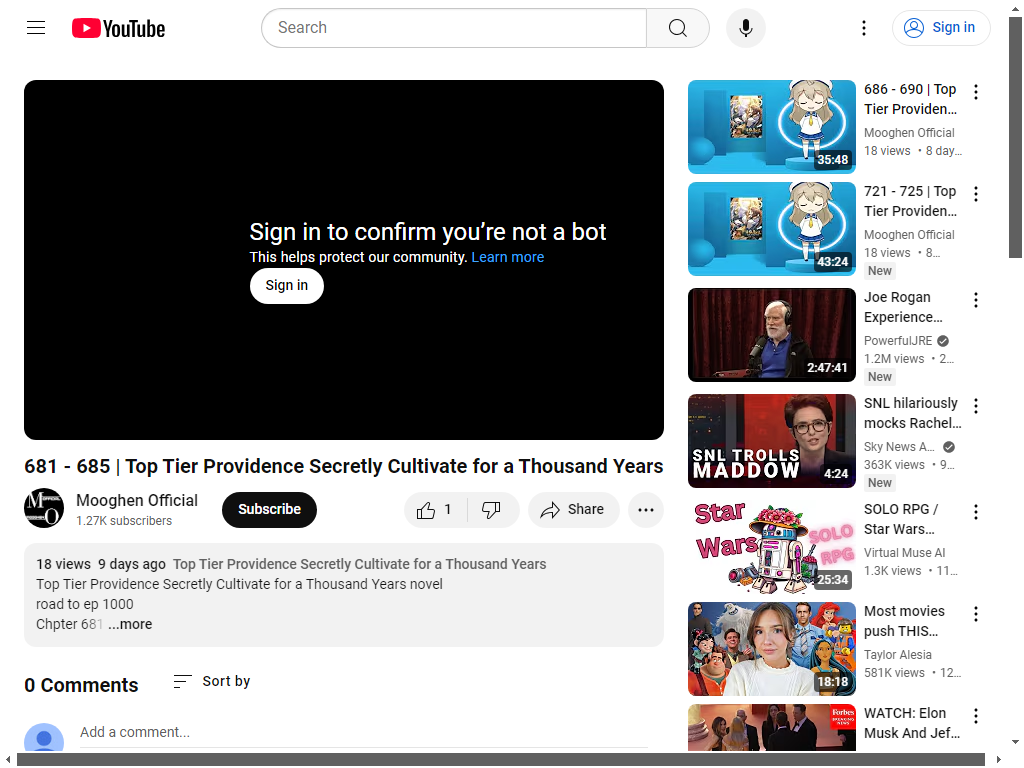 YouTube
Search
Sign in
Sign in to confirm you’re not a bot
This helps protect our community. Learn more
Sign in
681 - 685 | Top Tier Providence Secretly Cultivate for a Thousand Years
Mooghen Official
1.27K subscribers
Subscribe
1
Share
18 views 9 days ago Top Tier Providence Secretly Cultivate for a Thousand Years
Top Tier Providence Secretly Cultivate for a Thousand Years novel
road to ep 1000
Chpter 681 ...more
0 Comments
Sort by
Add a comment...
35:48
686 - 690 | Top
Tier Providen...
Mooghen Official
18 views • 8 day...
43:24
721 - 725 | Top
Tier Providen...
Mooghen Official
18 views • 8...
New
2:47:41
Joe Rogan
Experience...
PowerfulJRE
1.2M views • 2...
New
SNL TROLLS
MADDOW
4:24
SNL hilariously
mocks Rachel...
Sky News A...
363K views • 9...
New
Star
Wars
SOLO
RPG
25:34
SOLO RPG /
Star Wars...
Virtual Muse AI
1.3K views • 11...
18:18
Most movies
push THIS...
Taylor Alesia
581K views • 12...
Forbes
BREAKING
NEWS
WATCH: Elon
Musk And Jef...